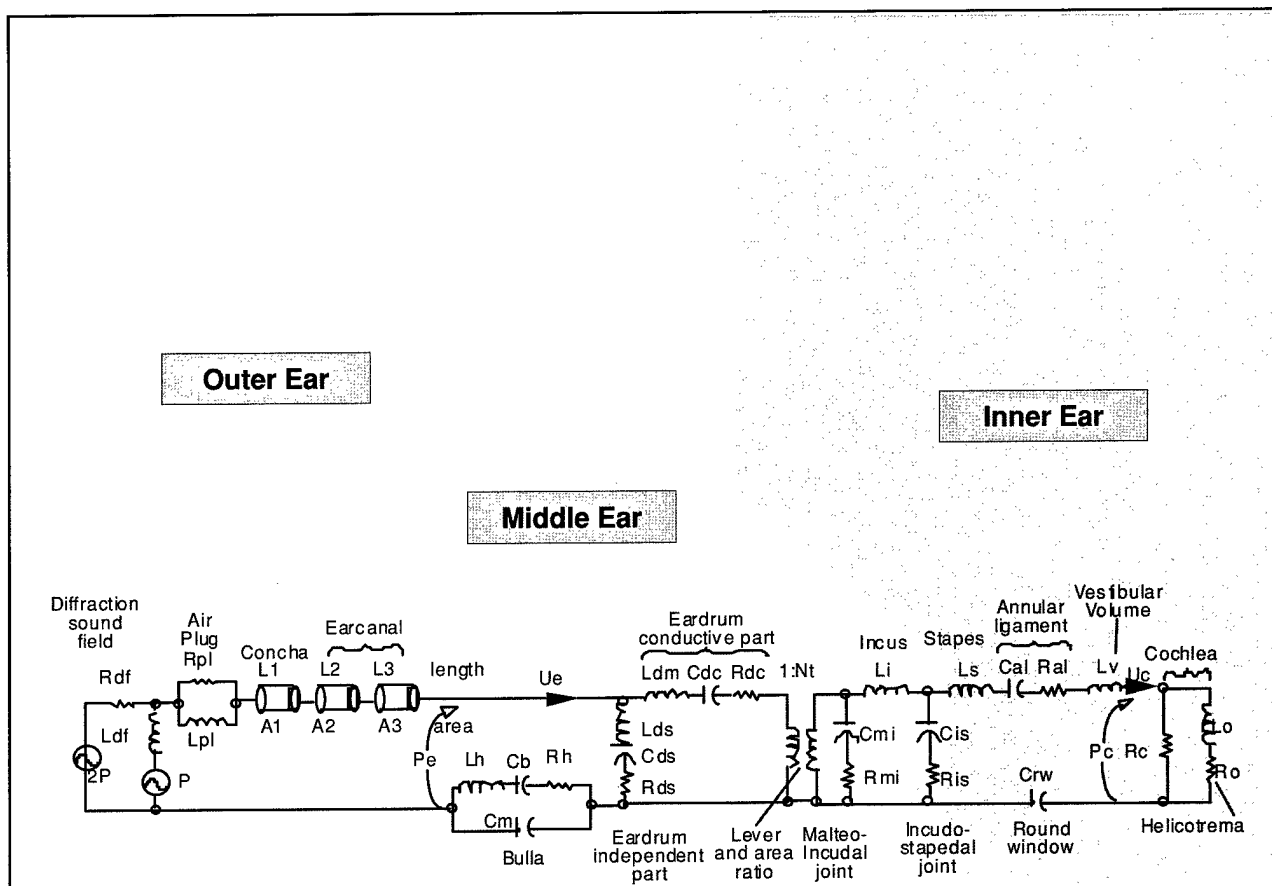 Outer Ear
Inner Ear
Middle Ear
Diffraction
sound
field
Air
Plug
Rpl
Concha
L1
Earcanal
L2
L3
length
Ue
Eardrum
conductive part
Ldm
Cdc
Rdc
1:Nt
Incus
Li
Stapes
Ls
Annular
ligament
Cal
Ral
Vestibular
Volume
Lv
Uc
Cochlea
Rdf
Ldf
2P
P
Lpl
A1
A2
A3
area
Pe
Lh
Cb
Rh
Cm
Bulla
Lds
Cds
Rds
Eardrum
independent
part
Lever
and area
ratio
Cmi
Rmi
Malteo-
Incudal
joint
Cis
Ris
Incudo-
stapedal
joint
Crw
Round
window
Pc
Rc
Lo
Ro
Helicotrema